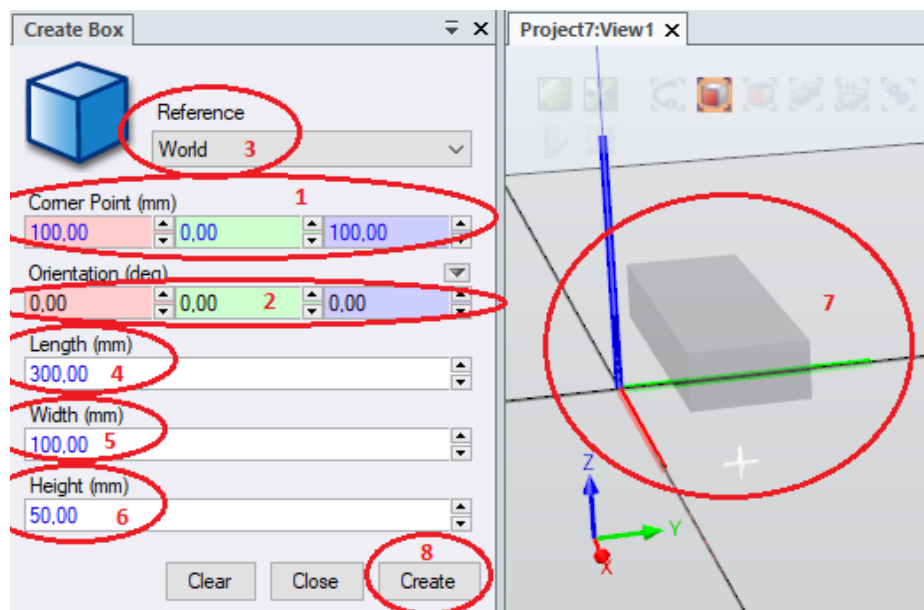 Create Box
Project7:View1
Reference
World 3
1
Corner Point (mm)
100,00 0,00 100,00
Orientation (deg)
0,00 0,00 2 0,00
Length (mm)
300,00 4
Width (mm)
100,00 5
Height (mm)
50,00 6
8
Clear Close Create
7
Z
Y
X